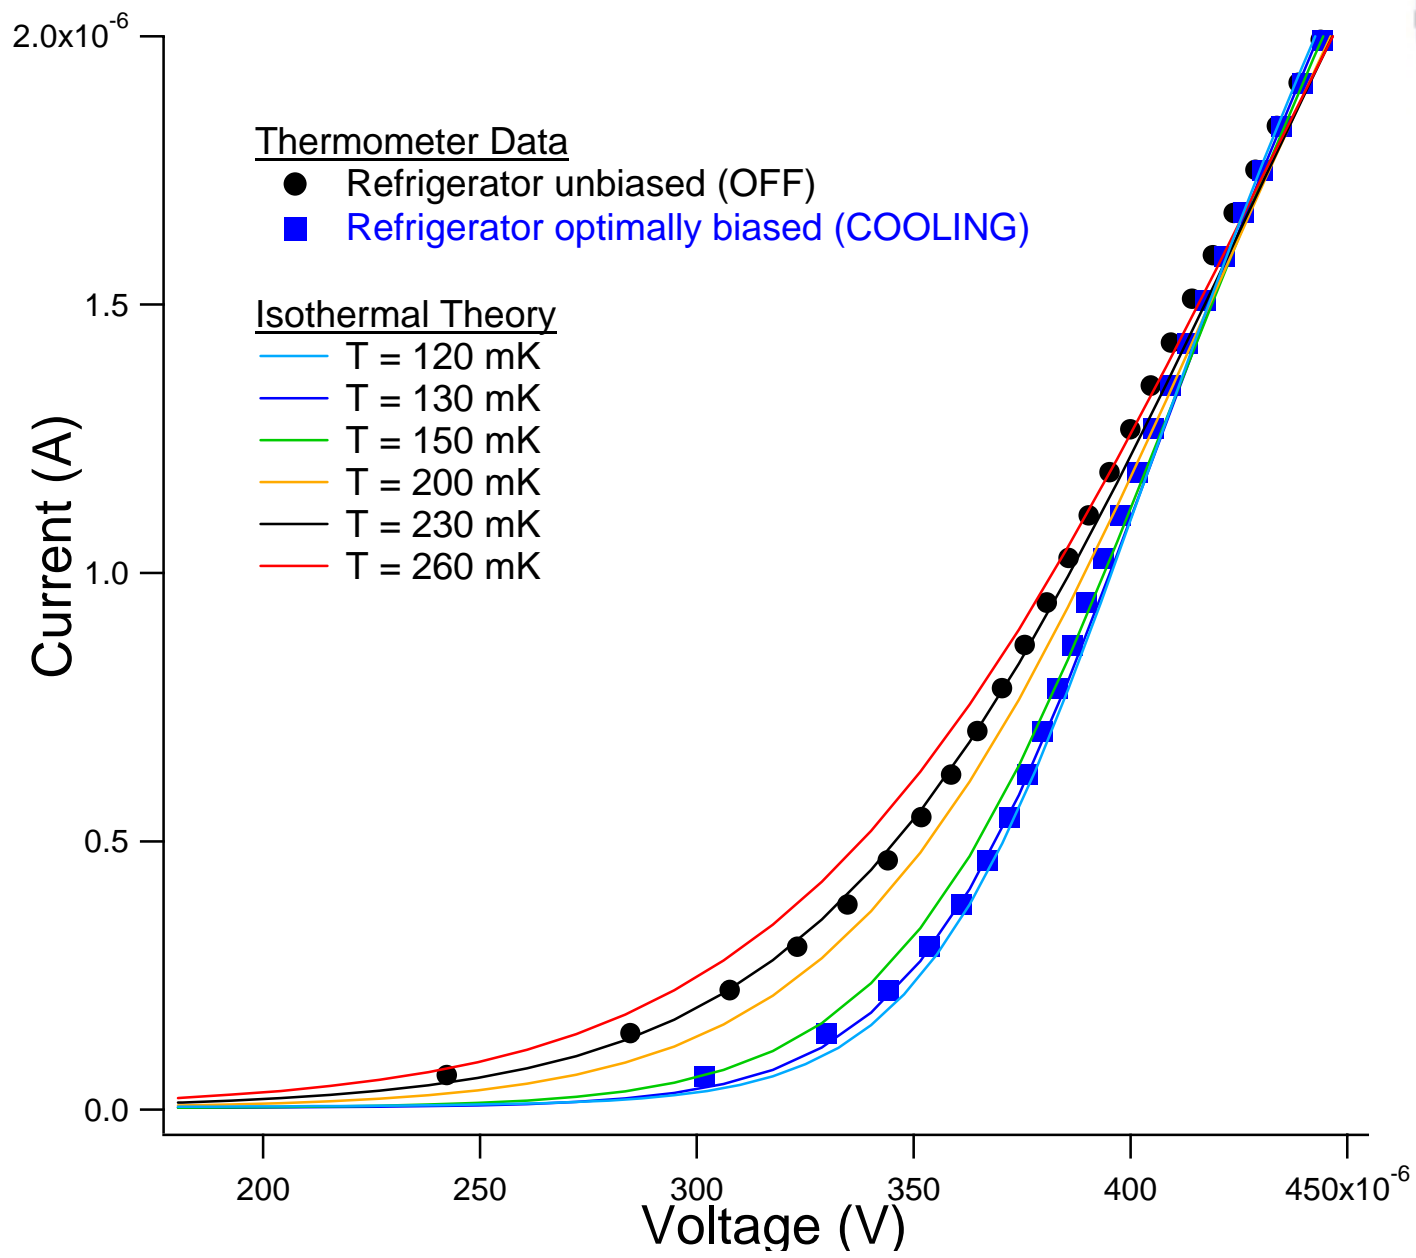 2.0x10⁻⁶
Thermometer Data
Refrigerator unbiased (OFF)
Refrigerator optimally biased (COOLING)
1.5
Isothermal Theory
T = 120 mK
T = 130 mK
T = 150 mK
T = 200 mK
T = 230 mK
T = 260 mK
Current (A)
1.0
0.5
0.0
200 250 300 350 400 450x10⁻⁶
Voltage (V)